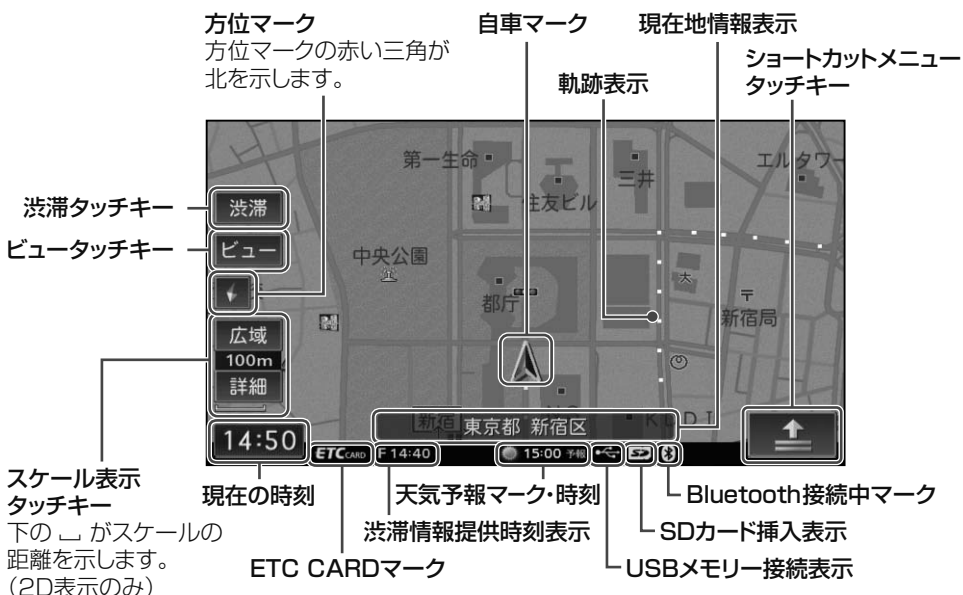 方位マーク
方位マークの赤い三角が
北を示します。
自車マーク
現在地情報表示
軌跡表示
ショートカットメニュー
タッチキー
渋滞タッチキー
ビュータッチキー
スケール表示
タッチキー
下の ⎵ がスケールの
距離を示します。
(2D表示のみ)
第一生命
住友ビル
三井
エルタワー
中央公園
都庁
大
〒
新宿局
KDDI
渋滞
ビュー
広域
100m
詳細
14:50
新宿
東京都 新宿区
ETC CARD
F 14:40
15:00 予報
現在の時刻
天気予報マーク・時刻
Bluetooth接続中マーク
渋滞情報提供時刻表示
SDカード挿入表示
ETC CARDマーク
USBメモリー接続表示